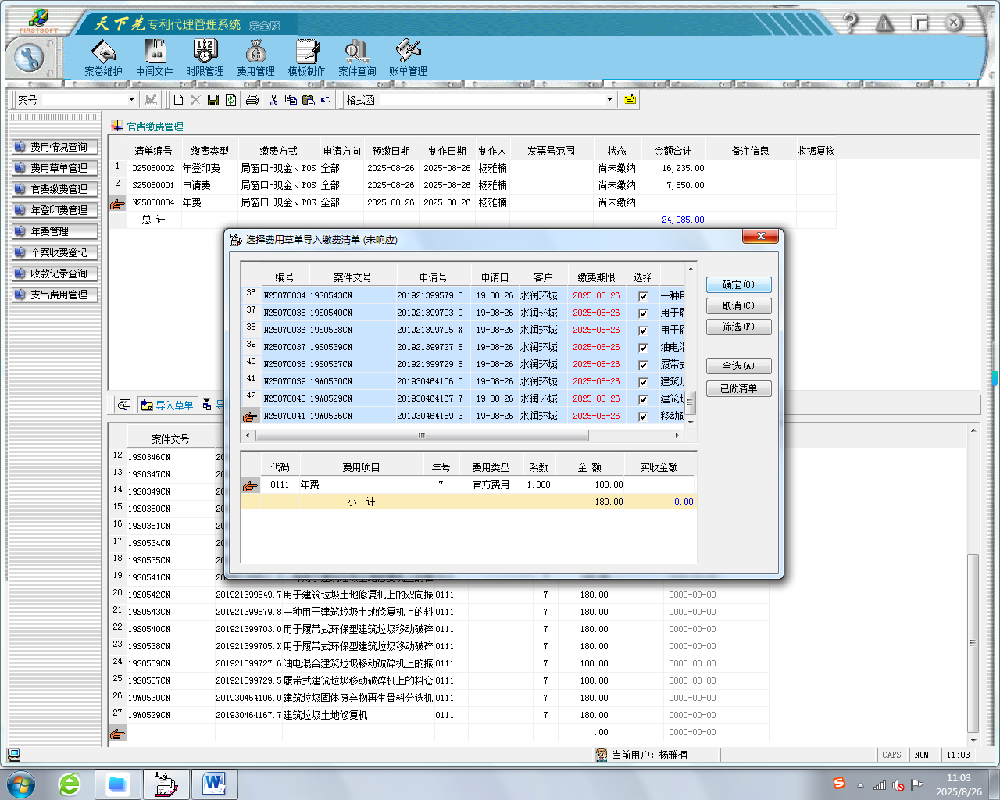 天下先专利代理管理系统 完全版
FIRSTSOFT
案卷维护 中间文件 时限管理 费用管理 模板制作 案件查询 账单管理
案号 格式函
费用情况查询
费用草单管理
官费缴费管理
年登印费管理
年费管理
个案收费登记
收款记录查询
支出费用管理
官费缴费管理
清单编号 缴费类型 缴费方式 申请方向 预缴日期 制作日期 制作人 发票号范围 状态 金额合计 备注信息 收据复核
1 D25080002 年登印费 局窗口-现金、POS 全部 2025-08-26 2025-08-26 杨雅楠 尚未缴纳 16,235.00
2 S25080001 申请费 局窗口-现金、POS 全部 2025-08-26 2025-08-26 杨雅楠 尚未缴纳 7,850.00
N25080004 年费 局窗口-现金、POS 全部 2025-08-26 2025-08-26 杨雅楠 尚未缴纳
总 计 24,085.00
选择费用草单导入缴费清单 (未响应)
编号 案件文号 申请号 申请日 客户 缴费期限 选择
36 N25070034 19S0543CN 201921399579.8 19-08-26 水润环城 2025-08-26 一种用
37 N25070035 19S0540CN 201921399703.0 19-08-26 水润环城 2025-08-26 用于履
38 N25070036 19S0538CN 201921399705.X 19-08-26 水润环城 2025-08-26 用于履
39 N25070037 19S0539CN 201921399727.6 19-08-26 水润环城 2025-08-26 油电混
40 N25070038 19S0537CN 201921399729.5 19-08-26 水润环城 2025-08-26 履带式
41 N25070039 19W0530CN 201930464106.0 19-08-26 水润环城 2025-08-26 建筑垃
42 N25070040 19W0529CN 201930464167.7 19-08-26 水润环城 2025-08-26 建筑垃
N25070041 19W0536CN 201930464189.3 19-08-26 水润环城 2025-08-26 移动破
确定(O)
取消(C)
筛选(F)
全选(A)
已做清单
代码 费用项目 年号 费用类型 系数 金 额 实收金额
0111 年费 7 官方费用 1.000 180.00
小 计 180.00 0.00
导入草单 导
案件文号
12 19S0346CN 20
13 19S0347CN 20
14 19S0349CN 20
15 19S0350CN 20
16 19S0351CN 20
17 19S0534CN 20
18 19S0535CN 20
19 19S0541CN
20 19S0542CN 201921399549.7 用于建筑垃圾土地修复机上的双向振 0111 7 180.00 0000-00-00
21 19S0543CN 201921399579.8 一种用于建筑垃圾土地修复机上的料 0111 7 180.00 0000-00-00
22 19S0540CN 201921399703.0 用于履带式环保型建筑垃圾移动破碎 0111 7 180.00 0000-00-00
23 19S0538CN 201921399705.X 用于履带式环保型建筑垃圾移动破碎 0111 7 180.00 0000-00-00
24 19S0539CN 201921399727.6 油电混合建筑垃圾移动破碎机上的振 0111 7 180.00 0000-00-00
25 19S0537CN 201921399729.5 履带式建筑垃圾移动破碎机上的料仓 0111 7 180.00 0000-00-00
26 19W0530CN 201930464106.0 建筑垃圾固体废弃物再生骨料分选机 0111 7 180.00 0000-00-00
27 19W0529CN 201930464167.7 建筑垃圾土地修复机 0111 7 180.00 0000-00-00
.00 0000-00-00
当前用户：杨雅楠 CAPS NUM 11:03
11:03
2025/8/26